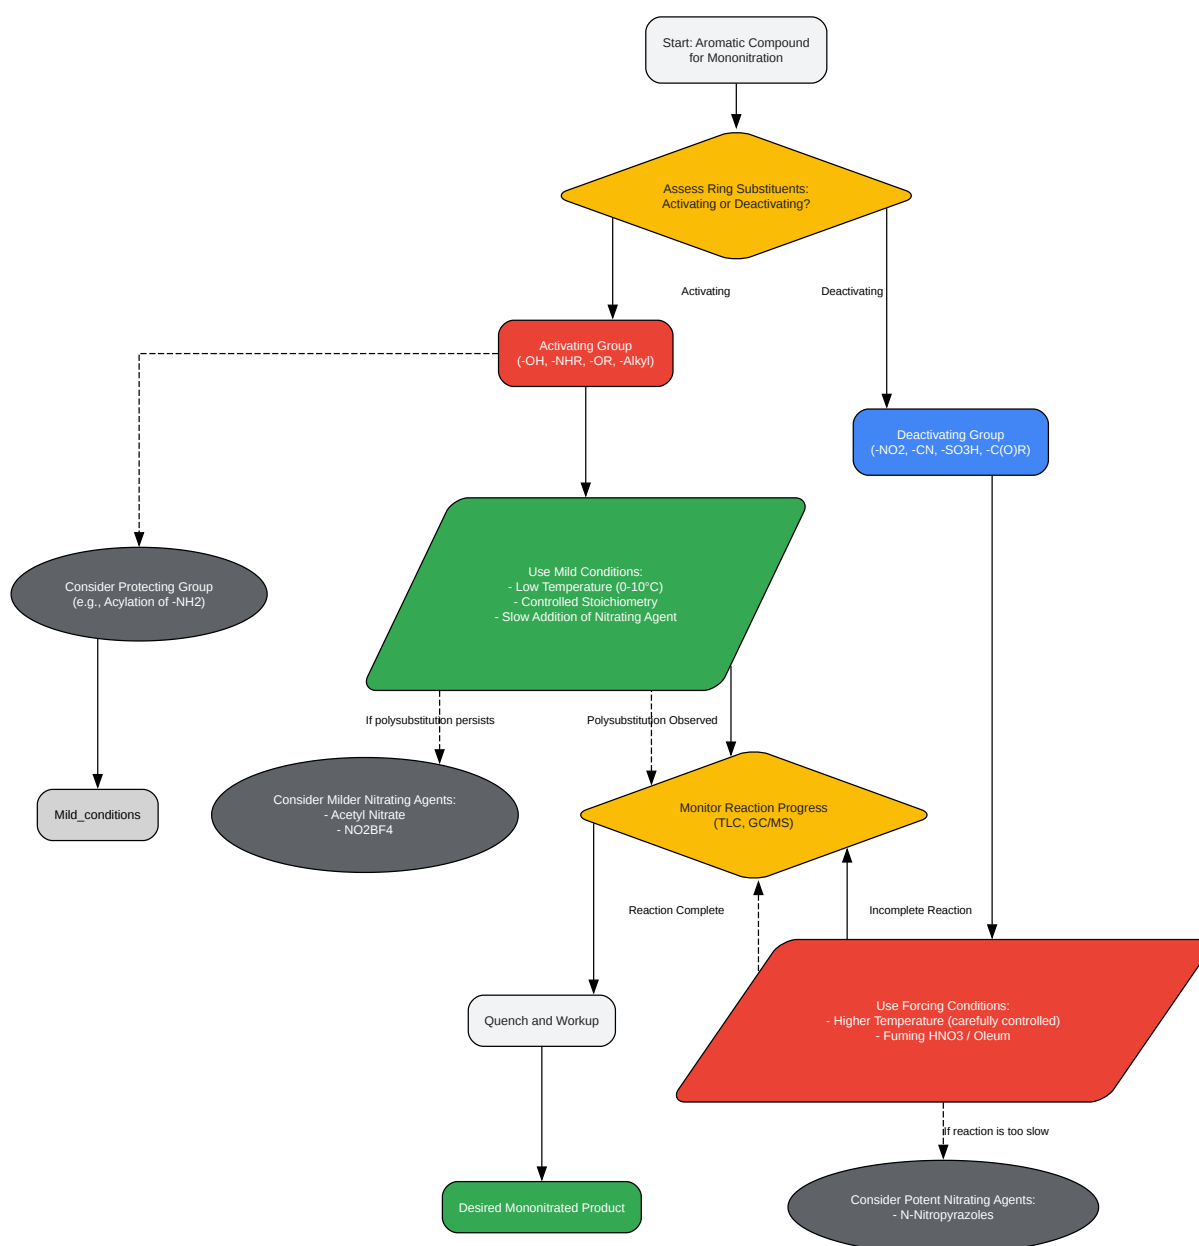 Start: Aromatic Compound
for Mononitration
Assess Ring Substituents:
Activating or Deactivating?
Activating
Deactivating
Activating Group
(-OH, -NHR, -OR, -Alkyl)
Deactivating Group
(-NO2, -CN, -SO3H, -C(O)R)
Consider Protecting Group
(e.g., Acylation of -NH2)
Use Mild Conditions:
- Low Temperature (0-10°C)
- Controlled Stoichiometry
- Slow Addition of Nitrating Agent
If polysubstitution persists
Polysubstitution Observed
Mild_conditions
Consider Milder Nitrating Agents:
- Acetyl Nitrate
- NO2BF4
Monitor Reaction Progress
(TLC, GC/MS)
Reaction Complete
Incomplete Reaction
Quench and Workup
Use Forcing Conditions:
- Higher Temperature (carefully controlled)
- Fuming HNO3 / Oleum
If reaction is too slow
Desired Mononitrated Product
Consider Potent Nitrating Agents:
- N-Nitropyrazoles